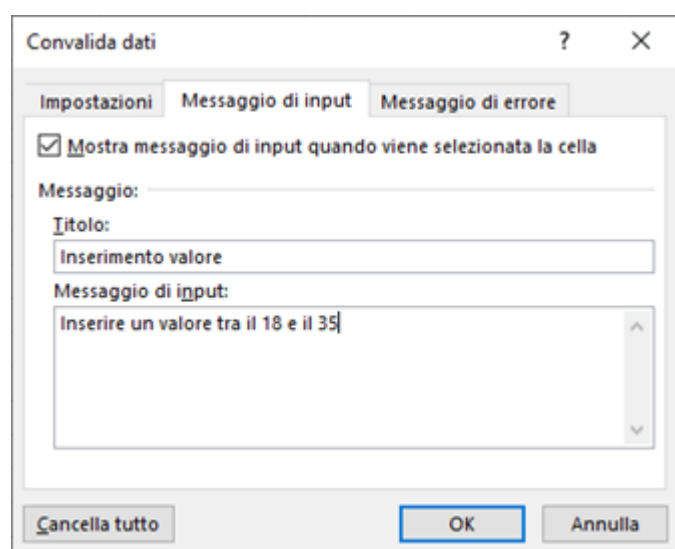 Convalida dati ?
Impostazioni Messaggio di input Messaggio di errore
Mostra messaggio di input quando viene selezionata la cella
Messaggio:
Titolo:
Inserimento valore
Messaggio di input:
Inserire un valore tra il 18 e il 35
Cancella tutto OK Annulla